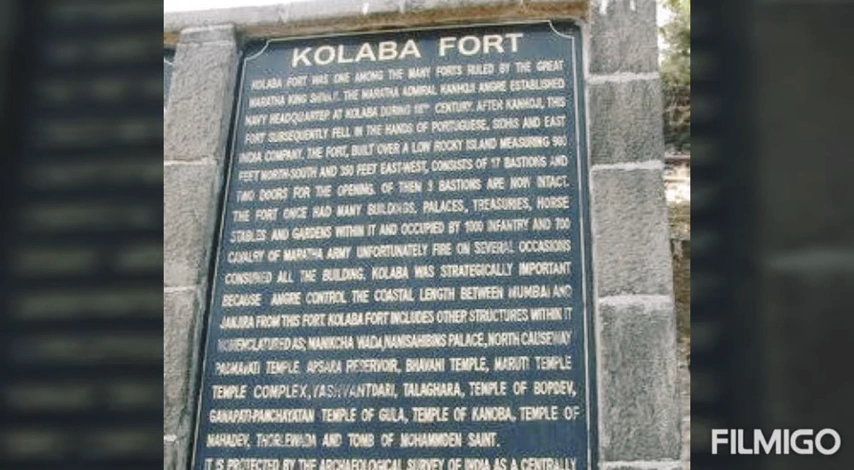 KOLABA FORT
KOLABA FORT WAS ONE AMONG THE MANY FORTS RULED BY THE GREAT
MARATHA KING SHIVAJI. THE MARATHA ADMIRAL KANHOJI ANGRE ESTABLISHED
NAVY HEADQUARTER AT KOLABA DURING 18TH CENTURY. AFTER KANHOJI, THIS
FORT SUBSEQUENTLY FELL IN THE HANDS OF PORTUGUESE, SIDHIS AND EAST
INDIA COMPANY. THE FORT, BUILT OVER A LOW ROCKY ISLAND MEASURING 900
FEET NORTH-SOUTH AND 350 FEET EAST-WEST, CONSISTS OF 17 BASTIONS AND
TWO DOORS FOR THE OPENING. OF THEM 3 BASTIONS ARE NOW INTACT.
THE FORT ONCE HAD MANY BUILDINGS, PALACES, TREASURIES, HORSE
STABLES AND GARDENS WITHIN IT AND OCCUPIED BY 1000 INFANTRY AND 700
CAVALRY OF MARATHA ARMY UNFORTUNATELY FIRE ON SEVERAL OCCASIONS
CONSUMED ALL THE BUILDING. KOLABA WAS STRATEGICALLY IMPORTANT
BECAUSE ANGRE CONTROL THE COASTAL LENGTH BETWEEN MUMBAI AND
JANJIRA FROM THIS FORT. KOLABA FORT INCLUDES OTHER STRUCTURES WITHIN IT
NOMENCLATURED AS; MANIKCHA WADA, NANISAHIBINS PALACE, NORTH CAUSEWAY
PADMAVATI TEMPLE, APSARA RESERVOIR, BHAVANI TEMPLE, MARUTI TEMPLE
TEMPLE COMPLEX, YASHVANTDARI, TALAGHARA, TEMPLE OF BOPDEV,
GANAPATI-PANCHAYATAN TEMPLE OF GULA, TEMPLE OF KANOBA, TEMPLE OF
MAHADEV, THORLEWADA AND TOMB OF MOHAMMDEN SAINT.
IT IS PROTECTED BY THE ARCHAEOLOGICAL SURVEY OF INDIA AS A CENTRALLY
FILMIGO